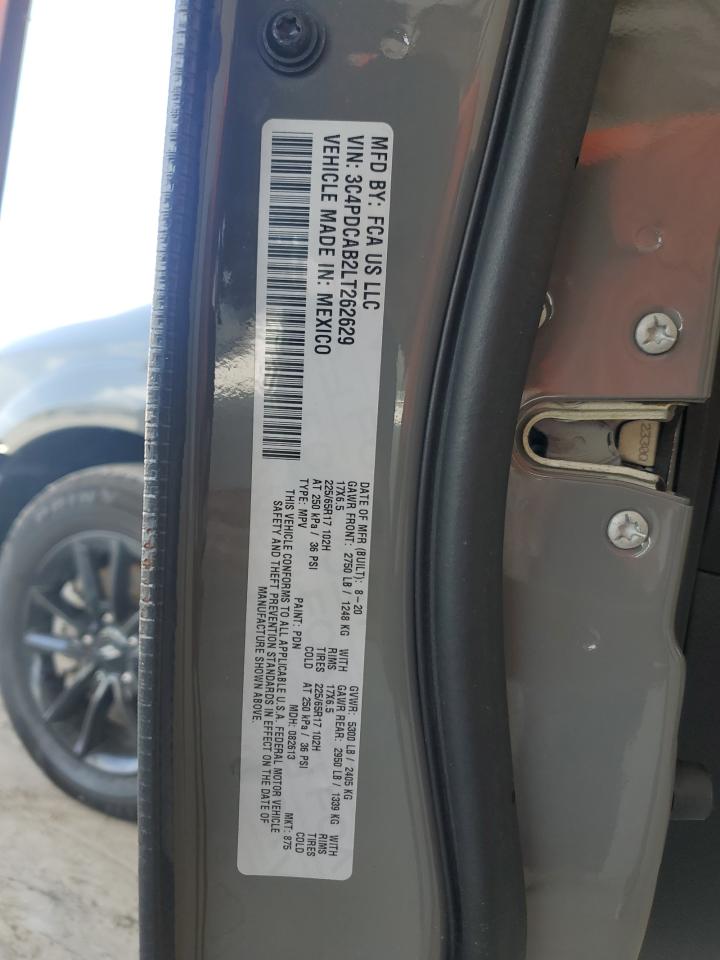 MFD BY: FCA US LLC
VIN: 3C4PDCAB2LT262629
VEHICLE MADE IN: MEXICO
DATE OF MFR (BUILT): 8-20 GVWR: 5300 LB / 2405 KG
GAWR FRONT: 2750 LB / 1248 KG WITH GAWR REAR: 2950 LB / 1339 KG WITH
17X6.5 RIMS 17X6.5 RIMS
225/65R17 102H TIRES 225/65R17 102H TIRES
AT 250 kPa / 36 PSI COLD AT 250 kPa / 36 PSI COLD
TYPE: MPV PAINT: PDN MDH: 082613 MKT: 875
THIS VEHICLE CONFORMS TO ALL APPLICABLE U.S.A. FEDERAL MOTOR VEHICLE
SAFETY AND THEFT PREVENTION STANDARDS IN EFFECT ON THE DATE OF
MANUFACTURE SHOWN ABOVE.
23300